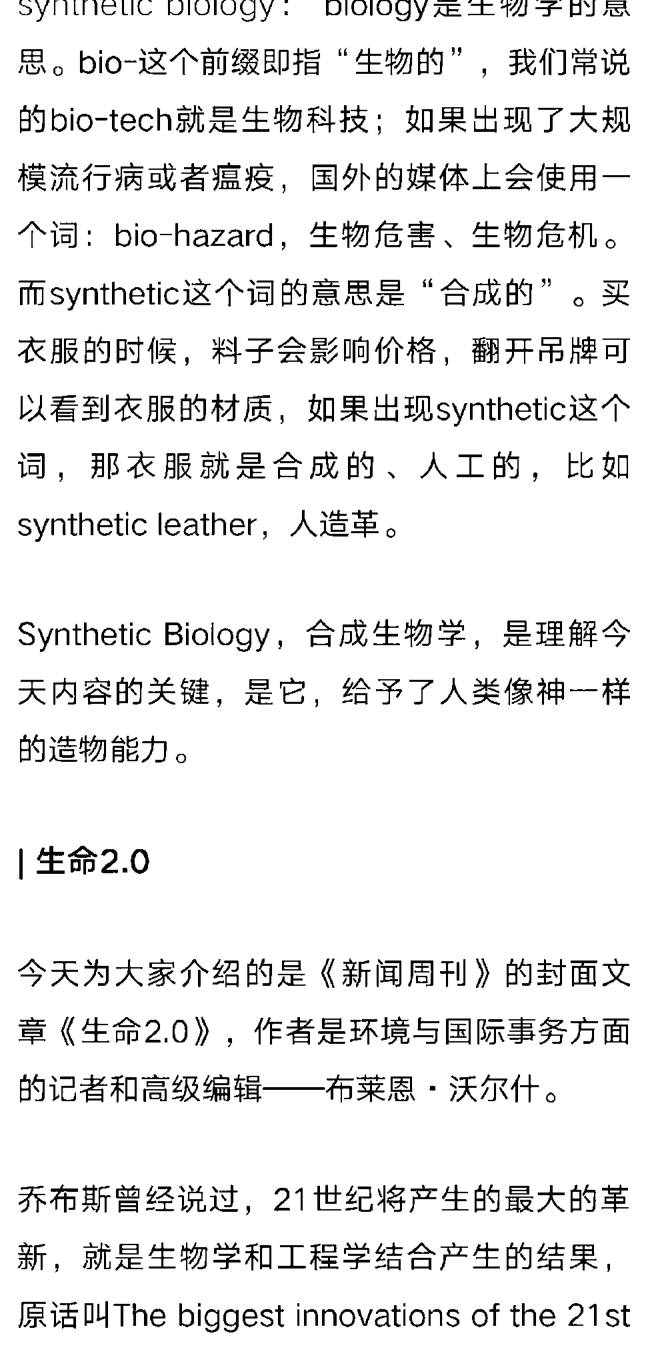 synthetic biology： biology是生物学的意
思。bio-这个前缀即指“生物的”，我们常说
的bio-tech就是生物科技；如果出现了大规
模流行病或者瘟疫，国外的媒体上会使用一
个词：bio-hazard，生物危害、生物危机。
而synthetic这个词的意思是“合成的”。买
衣服的时候，料子会影响价格，翻开吊牌可
以看到衣服的材质，如果出现synthetic这个
词，那衣服就是合成的、人工的，比如
synthetic leather，人造革。
Synthetic Biology，合成生物学，是理解今
天内容的关键，是它，给予了人类像神一样
的造物能力。
| 生命2.0
今天为大家介绍的是《新闻周刊》的封面文
章《生命2.0》，作者是环境与国际事务方面
的记者和高级编辑——布莱恩·沃尔什。
乔布斯曾经说过，21世纪将产生的最大的革
新，就是生物学和工程学结合产生的结果，
原话叫The biggest innovations of the 21st